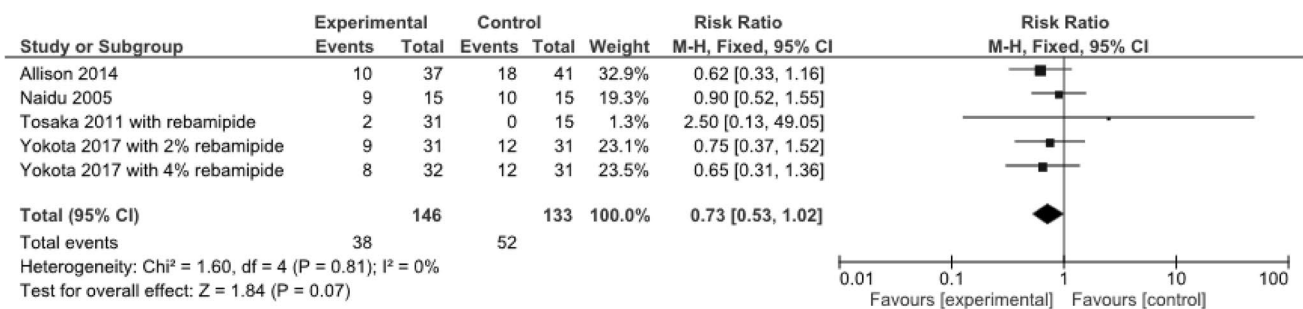 Experimental Control Risk Ratio Risk Ratio
Study or Subgroup Events Total Events Total Weight M-H, Fixed, 95% CI M-H, Fixed, 95% CI
Allison 2014 10 37 18 41 32.9% 0.62 [0.33, 1.16]
Naidu 2005 9 15 10 15 19.3% 0.90 [0.52, 1.55]
Tosaka 2011 with rebamipide 2 31 0 15 1.3% 2.50 [0.13, 49.05]
Yokota 2017 with 2% rebamipide 9 31 12 31 23.1% 0.75 [0.37, 1.52]
Yokota 2017 with 4% rebamipide 8 32 12 31 23.5% 0.65 [0.31, 1.36]
Total (95% CI) 146 133 100.0% 0.73 [0.53, 1.02]
Total events 38 52
Heterogeneity: Chi² = 1.60, df = 4 (P = 0.81); I² = 0%
Test for overall effect: Z = 1.84 (P = 0.07)
0.01 0.1 1 10 100
Favours [experimental] Favours [control]